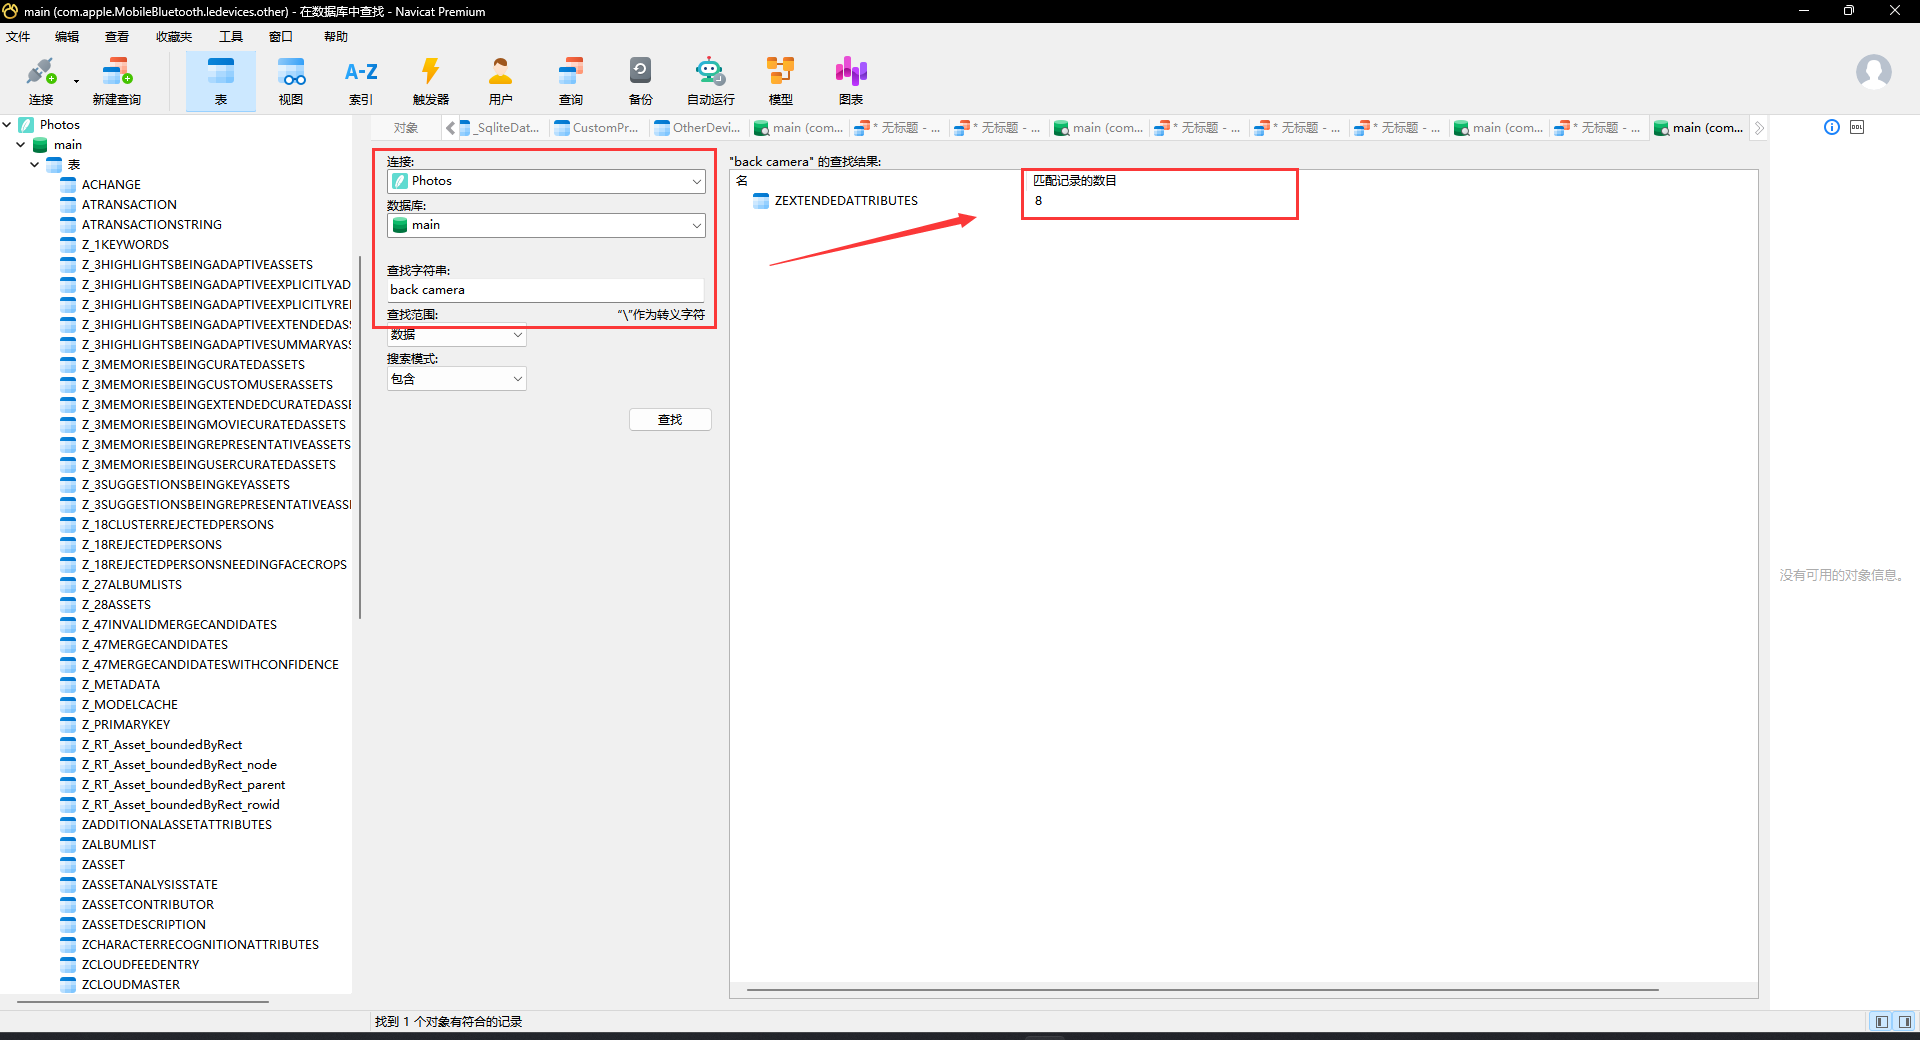 main (com.apple.MobileBluetooth.ledevices.other) - 在数据库中查找 - Navicat Premium
文件 编辑 查看 收藏夹 工具 窗口 帮助
连接 新建查询 表 视图 A-Z 索引 触发器 用户 查询 备份 自动运行 模型 图表
对象 _SqliteDat... CustomPr... OtherDevi... main (com... * 无标题 - ... * 无标题 - ... main (com... * 无标题 - ... * 无标题 - ... * 无标题 - ... main (com... * 无标题 - ... main (com...
Photos
main
表
ACHANGE
ATRANSACTION
ATRANSACTIONSTRING
Z_1KEYWORDS
Z_3HIGHLIGHTSBEINGADAPTIVEASSETS
Z_3HIGHLIGHTSBEINGADAPTIVEEXPLICITLYAD
Z_3HIGHLIGHTSBEINGADAPTIVEEXPLICITLYREI
Z_3HIGHLIGHTSBEINGADAPTIVEEXTENDEDAS
Z_3HIGHLIGHTSBEINGADAPTIVESUMMARYAS
Z_3MEMORIESBEINGCURATEDASSETS
Z_3MEMORIESBEINGCUSTOMUSERASSETS
Z_3MEMORIESBEINGEXTENDEDCURATEDASSE
Z_3MEMORIESBEINGMOVIECURATEDASSETS
Z_3MEMORIESBEINGREPRESENTATIVEASSETS
Z_3MEMORIESBEINGUSERCURATEDASSETS
Z_3SUGGESTIONSBEINGKEYASSETS
Z_3SUGGESTIONSBEINGREPRESENTATIVEASSI
Z_18CLUSTERREJECTEDPERSONS
Z_18REJECTEDPERSONS
Z_18REJECTEDPERSONSNEEDINGFACECROPS
Z_27ALBUMLISTS
Z_28ASSETS
Z_47INVALIDMERGECANDIDATES
Z_47MERGECANDIDATES
Z_47MERGECANDIDATESWITHCONFIDENCE
Z_METADATA
Z_MODELCACHE
Z_PRIMARYKEY
Z_RT_Asset_boundedByRect
Z_RT_Asset_boundedByRect_node
Z_RT_Asset_boundedByRect_parent
Z_RT_Asset_boundedByRect_rowid
ZADDITIONALASSETATTRIBUTES
ZALBUMLIST
ZASSET
ZASSETANALYSISSTATE
ZASSETCONTRIBUTOR
ZASSETDESCRIPTION
ZCHARACTERRECOGNITIONATTRIBUTES
ZCLOUDFEEDENTRY
ZCLOUDMASTER
连接:
Photos
数据库:
main
查找字符串:
back camera
查找范围: "\"作为转义字符
数据
搜索模式:
包含
查找
"back camera" 的查找结果:
名 匹配记录的数目
ZEXTENDEDATTRIBUTES 8
DDL
没有可用的对象信息。
找到 1 个对象有符合的记录